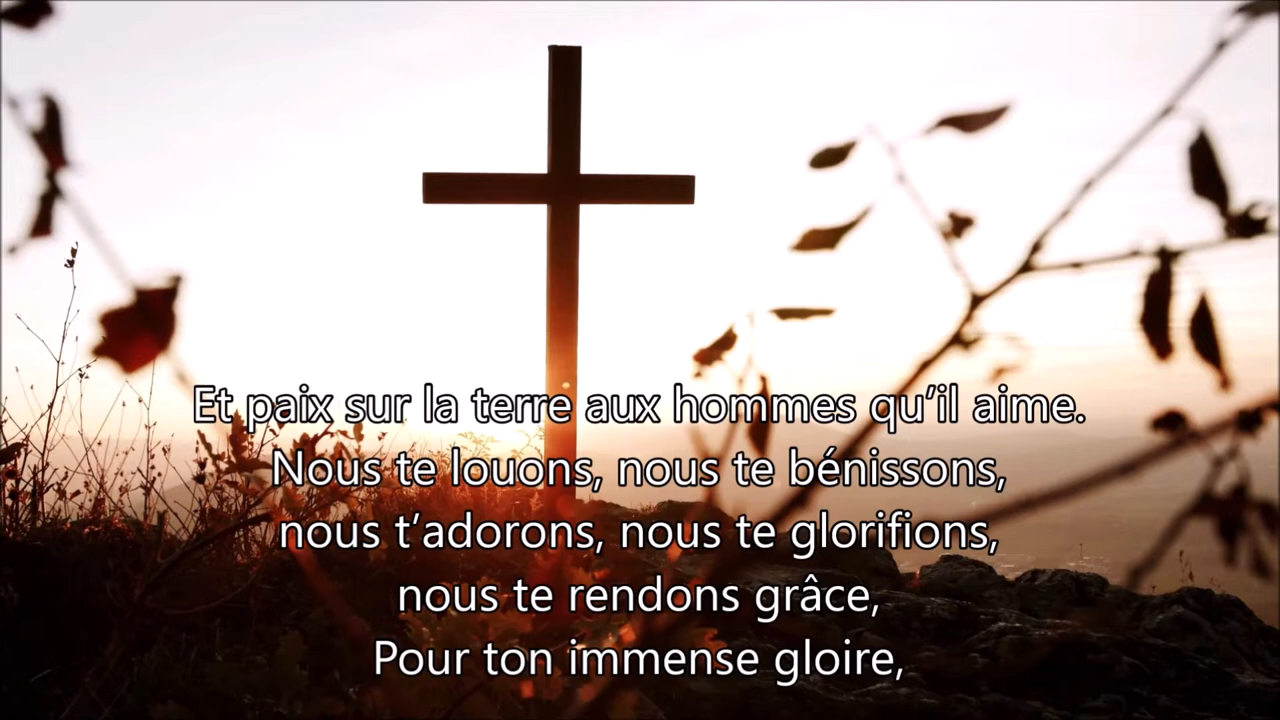 Et paix sur la terre aux hommes qu’il aime.
Nous te louons, nous te bénissons,
nous t’adorons, nous te glorifions,
nous te rendons grâce,
Pour ton immense gloire,